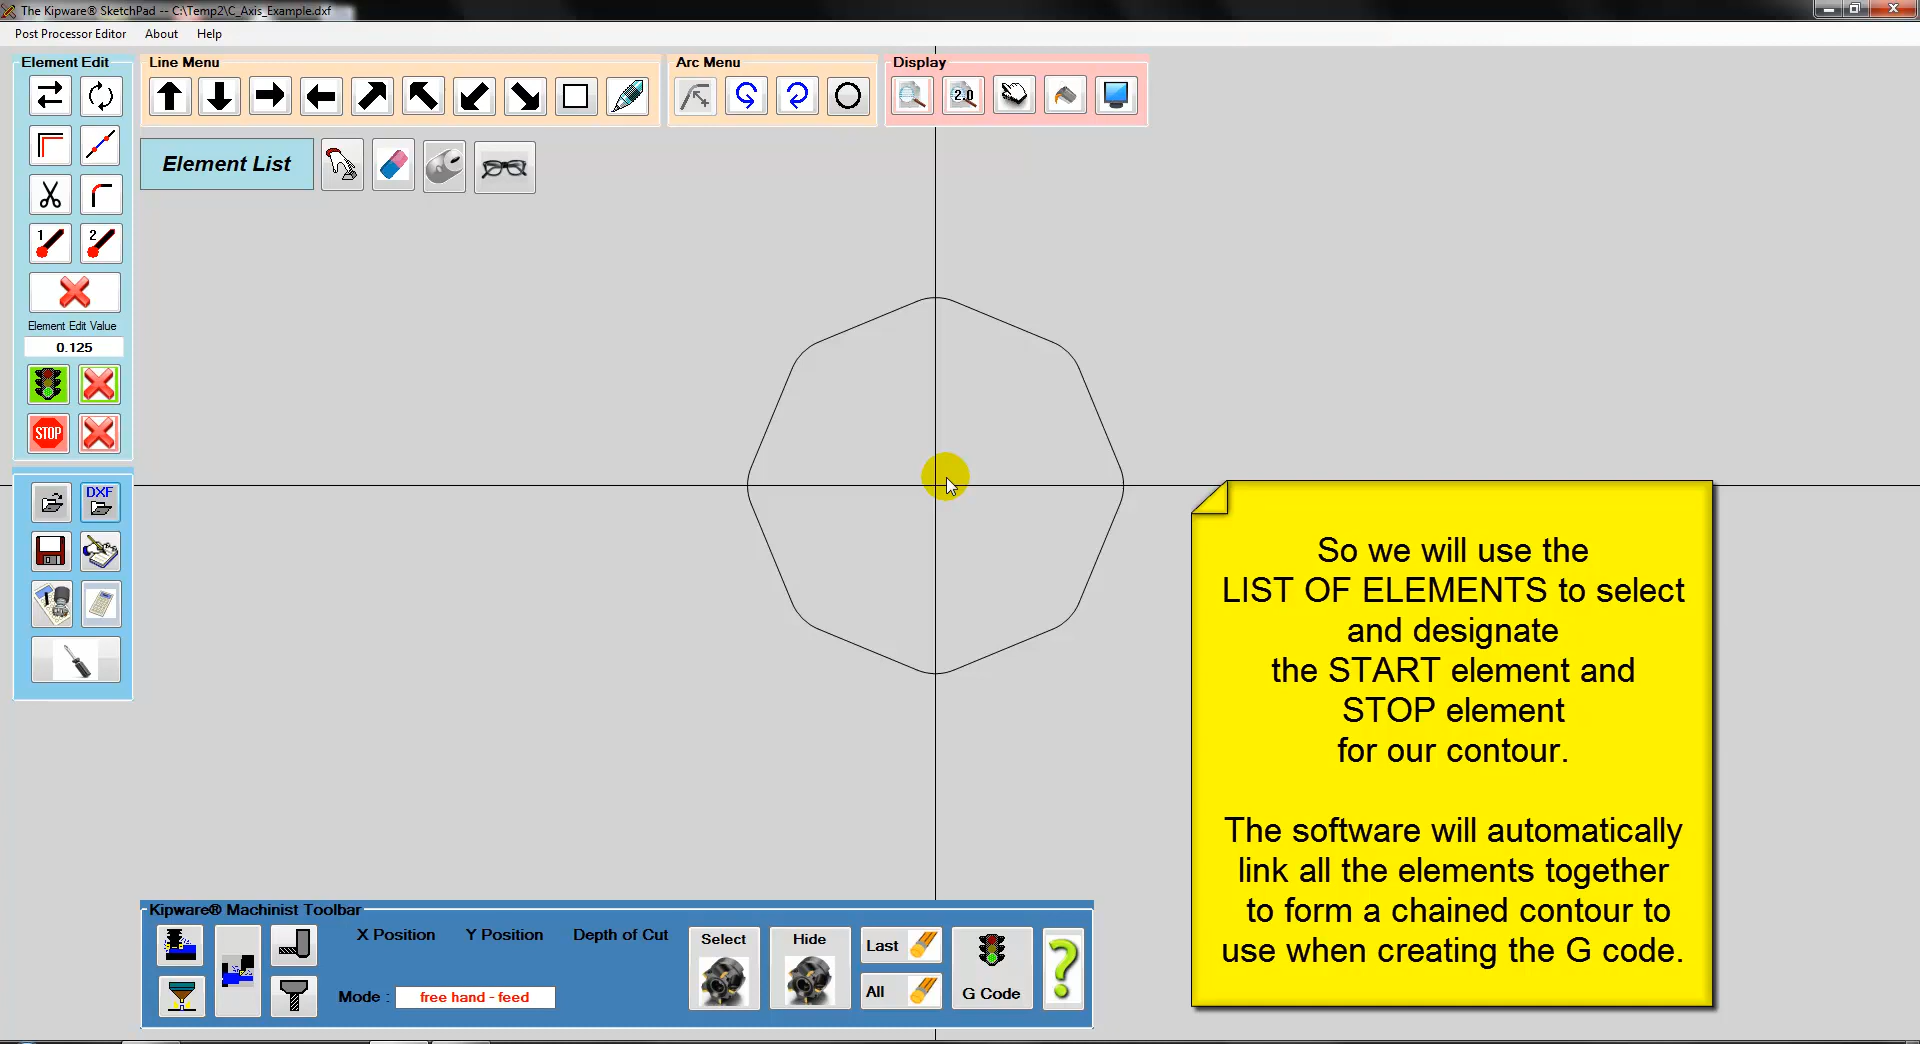 The Kipware® SketchPad -- C:\Temp2\C_Axis_Example.dxf
Post Processor Editor About Help
Element Edit
Line Menu
Arc Menu
Display
2.0
Element List
1
2
Element Edit Value
0.125
STOP
DXF
So we will use the
LIST OF ELEMENTS to select
and designate
the START element and
STOP element
for our contour.
The software will automatically
link all the elements together
to form a chained contour to
use when creating the G code.
Kipware® Machinist Toolbar
X Position Y Position Depth of Cut
Mode : free hand - feed
Select
Hide
Last
All
G Code